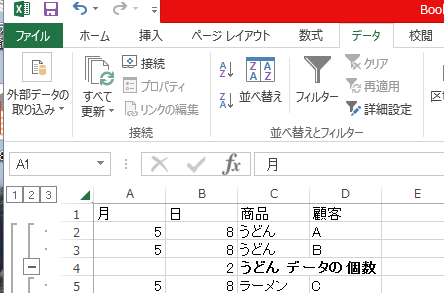 Book
ファイル ホーム 挿入 ページ レイアウト 数式 データ 校閲
外部データの
取り込み
すべて
更新
接続
プロパティ
リンクの編集
接続
並べ替え
フィルター
クリア
再適用
詳細設定
並べ替えとフィルター
区
A1 fx 月
1 2 3
A B C D E
1 月 日 商品 顧客
2 5 8 うどん A
3 5 8 うどん B
4 2 うどん データの個数
5 5 8 ラーメン C